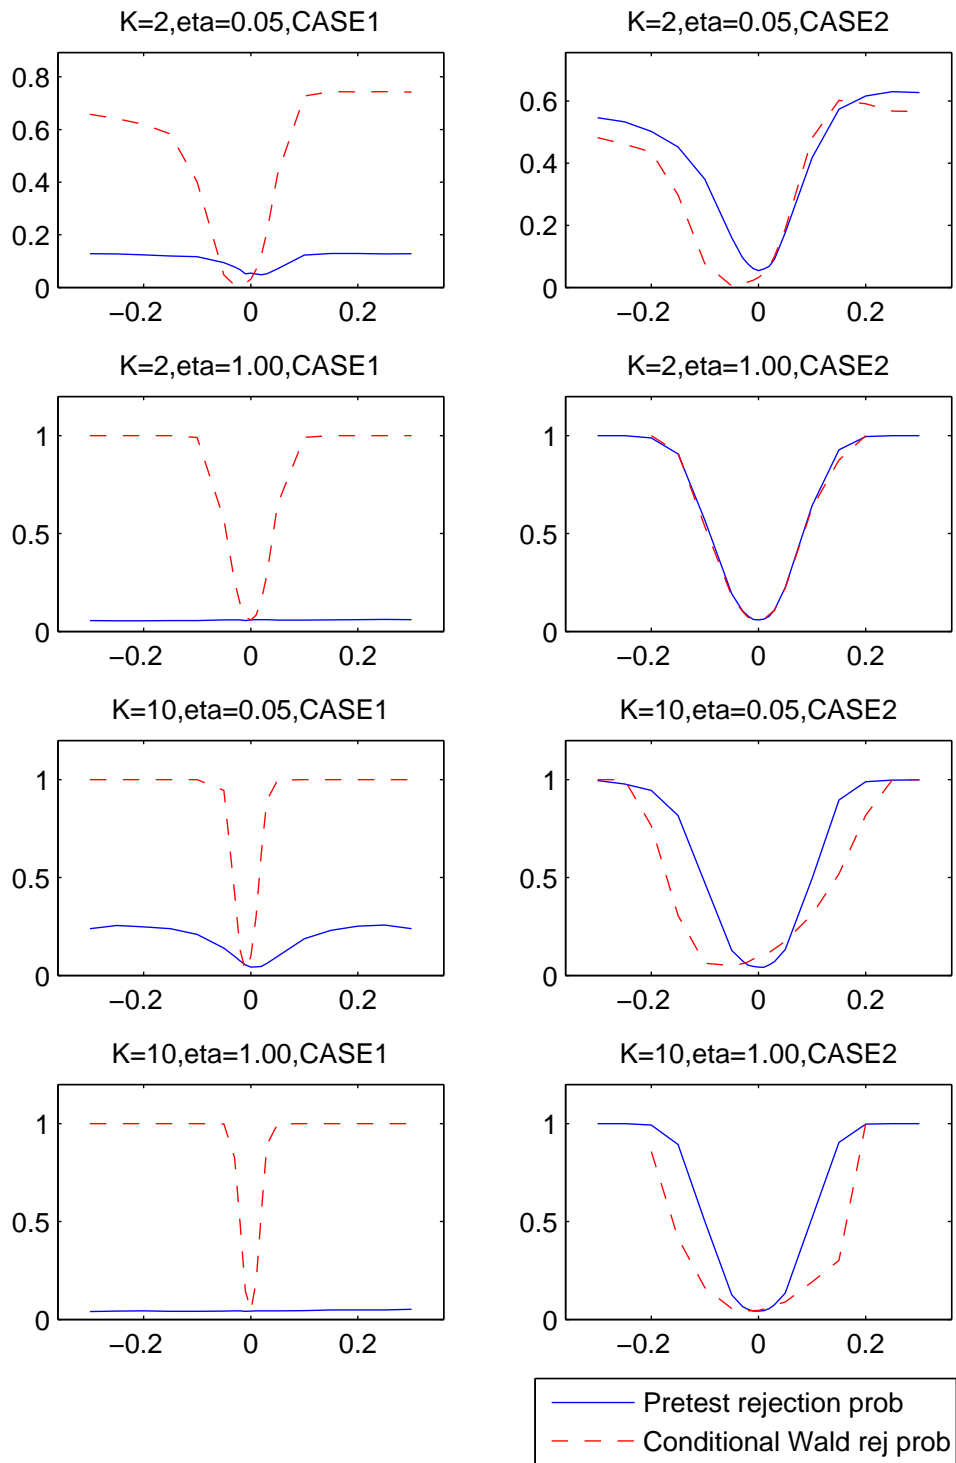 K=2,eta=0.05,CASE1
0.8
0.6
0.4
0.2
0
−0.2 0 0.2
K=2,eta=0.05,CASE2
0.6
0.4
0.2
0
−0.2 0 0.2
K=2,eta=1.00,CASE1
1
0.5
0
−0.2 0 0.2
K=2,eta=1.00,CASE2
1
0.5
0
−0.2 0 0.2
K=10,eta=0.05,CASE1
1
0.5
0
−0.2 0 0.2
K=10,eta=0.05,CASE2
1
0.5
0
−0.2 0 0.2
K=10,eta=1.00,CASE1
1
0.5
0
−0.2 0 0.2
K=10,eta=1.00,CASE2
1
0.5
0
−0.2 0 0.2
Pretest rejection prob
Conditional Wald rej prob